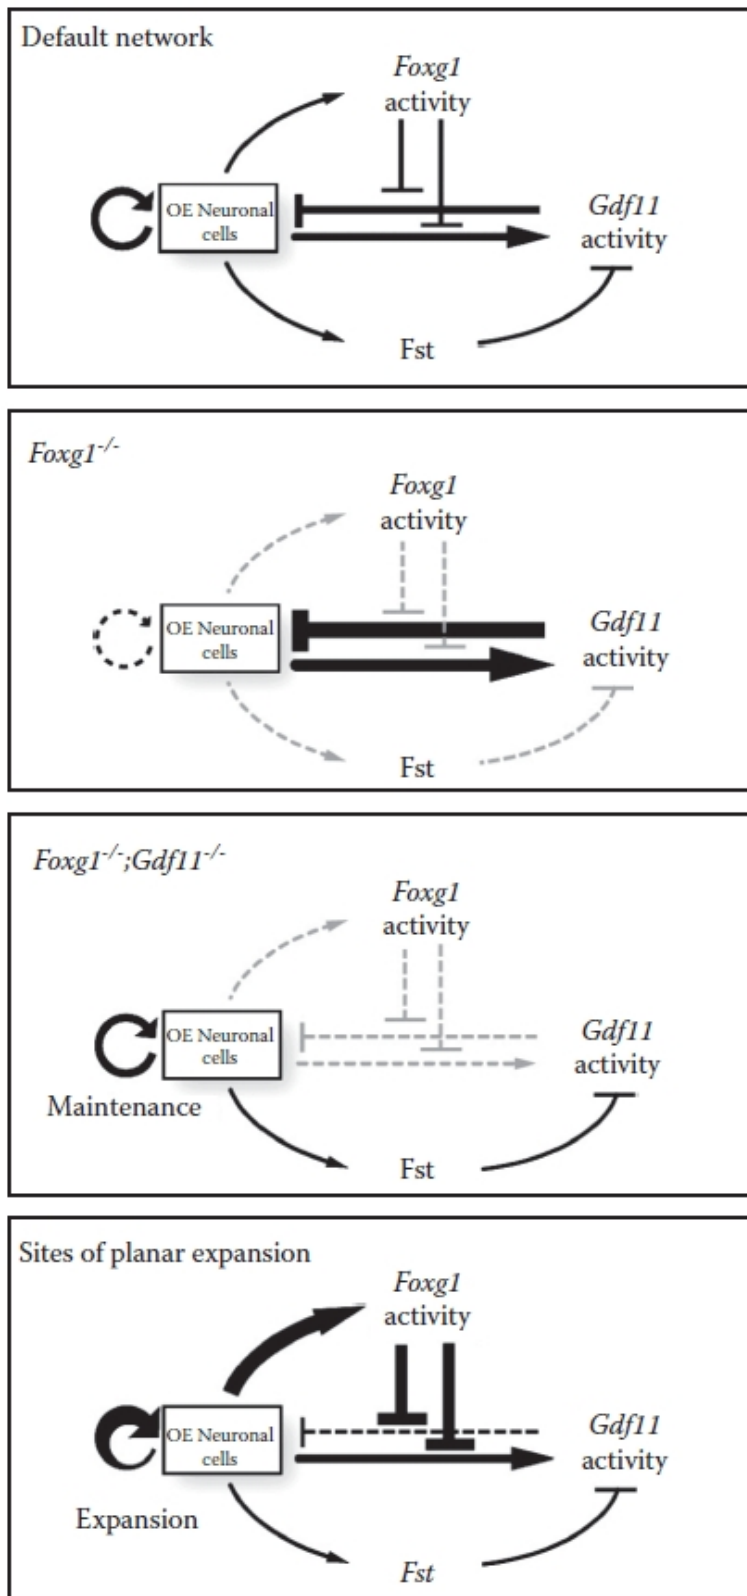 Default network
Foxg1
activity
OE Neuronal
cells
Gdf11
activity
Fst
Foxg1-/-
Foxg1
activity
OE Neuronal
cells
Gdf11
activity
Fst
Foxg1-/-;Gdf11-/-
Foxg1
activity
OE Neuronal
cells
Gdf11
activity
Maintenance
Fst
Sites of planar expansion
Foxg1
activity
OE Neuronal
cells
Gdf11
activity
Expansion
Fst